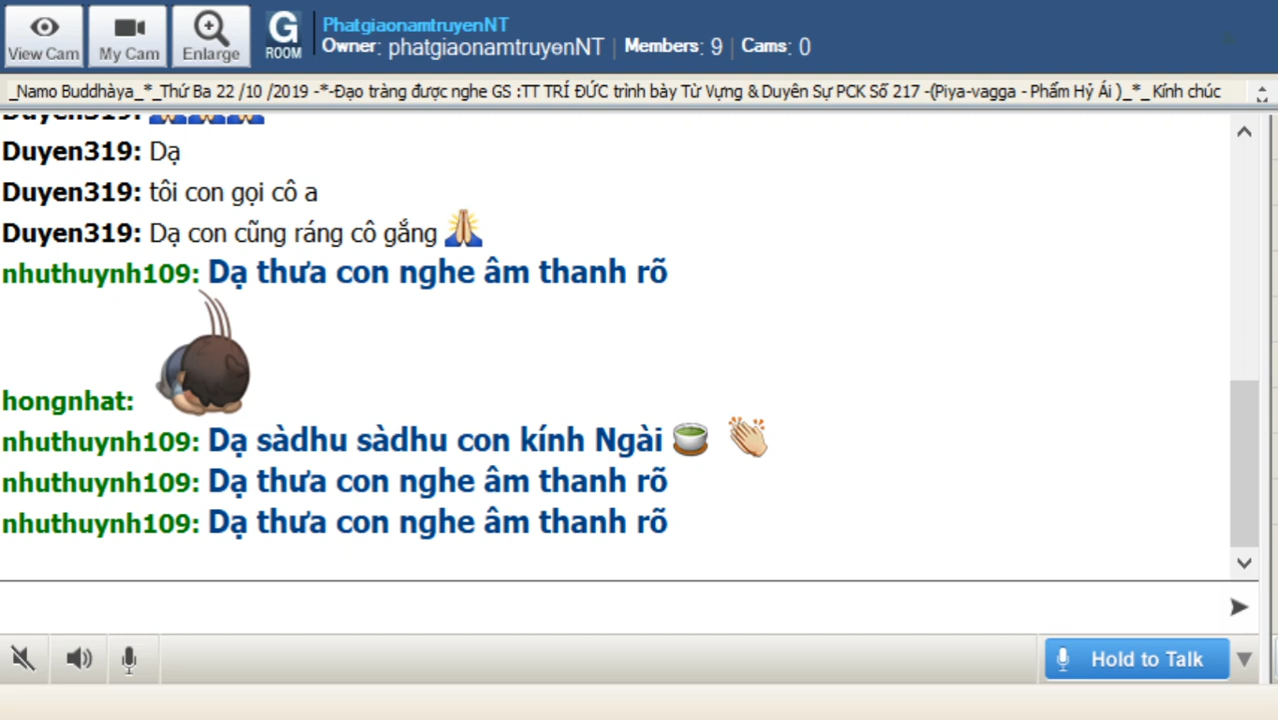 PhatgiaonamtruyenNT
View Cam My Cam Enlarge G ROOM Owner: phatgiaonamtruyenNT | Members: 9 | Cams: 0
_Namo Buddhàya_*_Thứ Ba 22 /10 /2019 -*-Đạo tràng được nghe GS :TT TRÍ ĐỨC trình bày Từ Vựng & Duyên Sự PCK Số 217 -(Piya-vagga - Phẩm Hỷ Ái )_*_ Kính chúc
Duyen319:
Duyen319: Dạ
Duyen319: tôi con gọi cô a
Duyen319: Dạ con cũng ráng cô gắng
nhuthuynh109: Dạ thưa con nghe âm thanh rõ
hongnhat:
nhuthuynh109: Dạ sàdhu sàdhu con kính Ngài
nhuthuynh109: Dạ thưa con nghe âm thanh rõ
nhuthuynh109: Dạ thưa con nghe âm thanh rõ
Hold to Talk